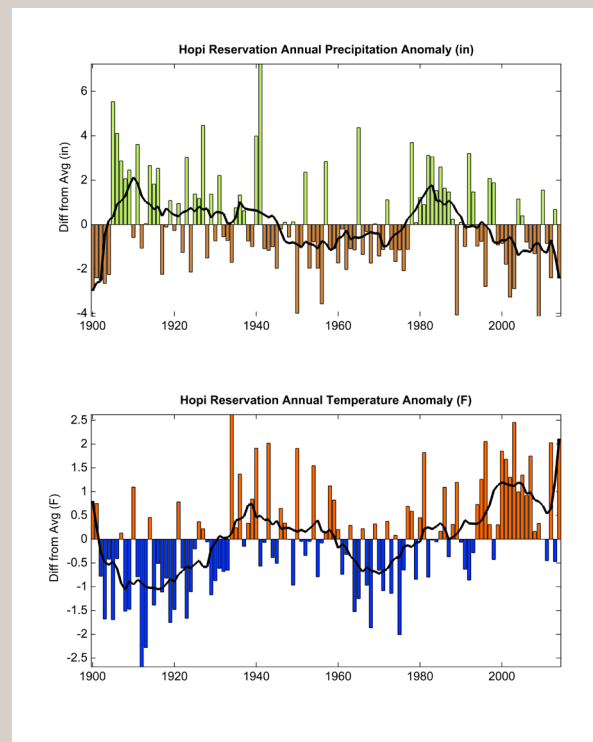 Hopi Reservation Annual Precipitation Anomaly (in)
6
4
2
0
-2
-4
Diff from Avg (in)
1900 1920 1940 1960 1980 2000
Hopi Reservation Annual Temperature Anomaly (F)
2.5
2
1.5
1
0.5
0
-0.5
-1
-1.5
-2
-2.5
Diff from Avg (F)
1900 1920 1940 1960 1980 2000